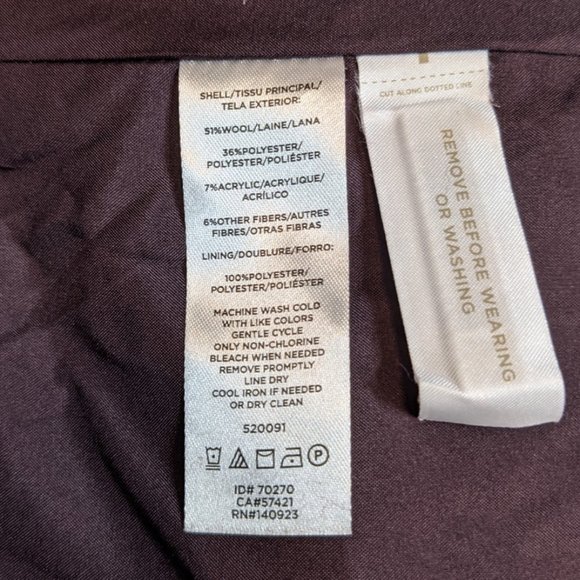 SHELL/TISSU PRINCIPAL/
TELA EXTERIOR:
51%WOOL/LAINE/LANA
36%POLYESTER/
POLYESTER/POLIÉSTER
7%ACRYLIC/ACRYLIQUE/
ACRÍLICO
6%OTHER FIBERS/AUTRES
FIBRES/OTRAS FIBRAS
LINING/DOUBLURE/FORRO:
100%POLYESTER/
POLYESTER/POLIÉSTER
MACHINE WASH COLD
WITH LIKE COLORS
GENTLE CYCLE
ONLY NON-CHLORINE
BLEACH WHEN NEEDED
REMOVE PROMPTLY
LINE DRY
COOL IRON IF NEEDED
OR DRY CLEAN
520091
P
ID# 70270
CA#57421
RN#140923
CUT ALONG DOTTED LINE
REMOVE BEFORE WEARING
OR WASHING